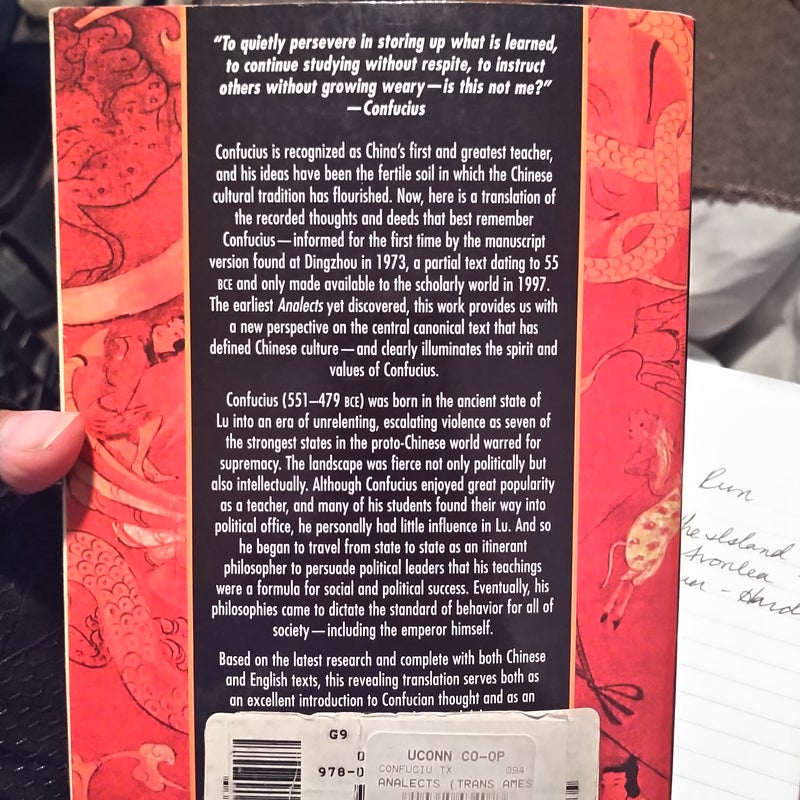 “To quietly persevere in storing up what is learned,
to continue studying without respite, to instruct
others without growing weary—is this not me?”
—Confucius
Confucius is recognized as China’s first and greatest teacher,
and his ideas have been the fertile soil in which the Chinese
cultural tradition has flourished. Now, here is a translation of
the recorded thoughts and deeds that best remember
Confucius—informed for the first time by the manuscript
version found at Dingzhou in 1973, a partial text dating to 55
BCE and only made available to the scholarly world in 1997.
The earliest Analects yet discovered, this work provides us with
a new perspective on the central canonical text that has
defined Chinese culture—and clearly illuminates the spirit and
values of Confucius.
Confucius (551–479 BCE) was born in the ancient state of
Lu into an era of unrelenting, escalating violence as seven of
the strongest states in the proto-Chinese world warred for
supremacy. The landscape was fierce not only politically but
also intellectually. Although Confucius enjoyed great popularity
as a teacher, and many of his students found their way into
political office, he personally had little influence in Lu. And so
he began to travel from state to state as an itinerant
philosopher to persuade political leaders that his teachings
were a formula for social and political success. Eventually, his
philosophies came to dictate the standard of behavior for all of
society—including the emperor himself.
Based on the latest research and complete with both Chinese
and English texts, this revealing translation serves both as
an excellent introduction to Confucian thought and as an
G9
978-0
UCONN CO-OP
CONFUCIU TX 094
ANALECTS (TRANS AMES
Run
the Island
Avonlea
- Hard